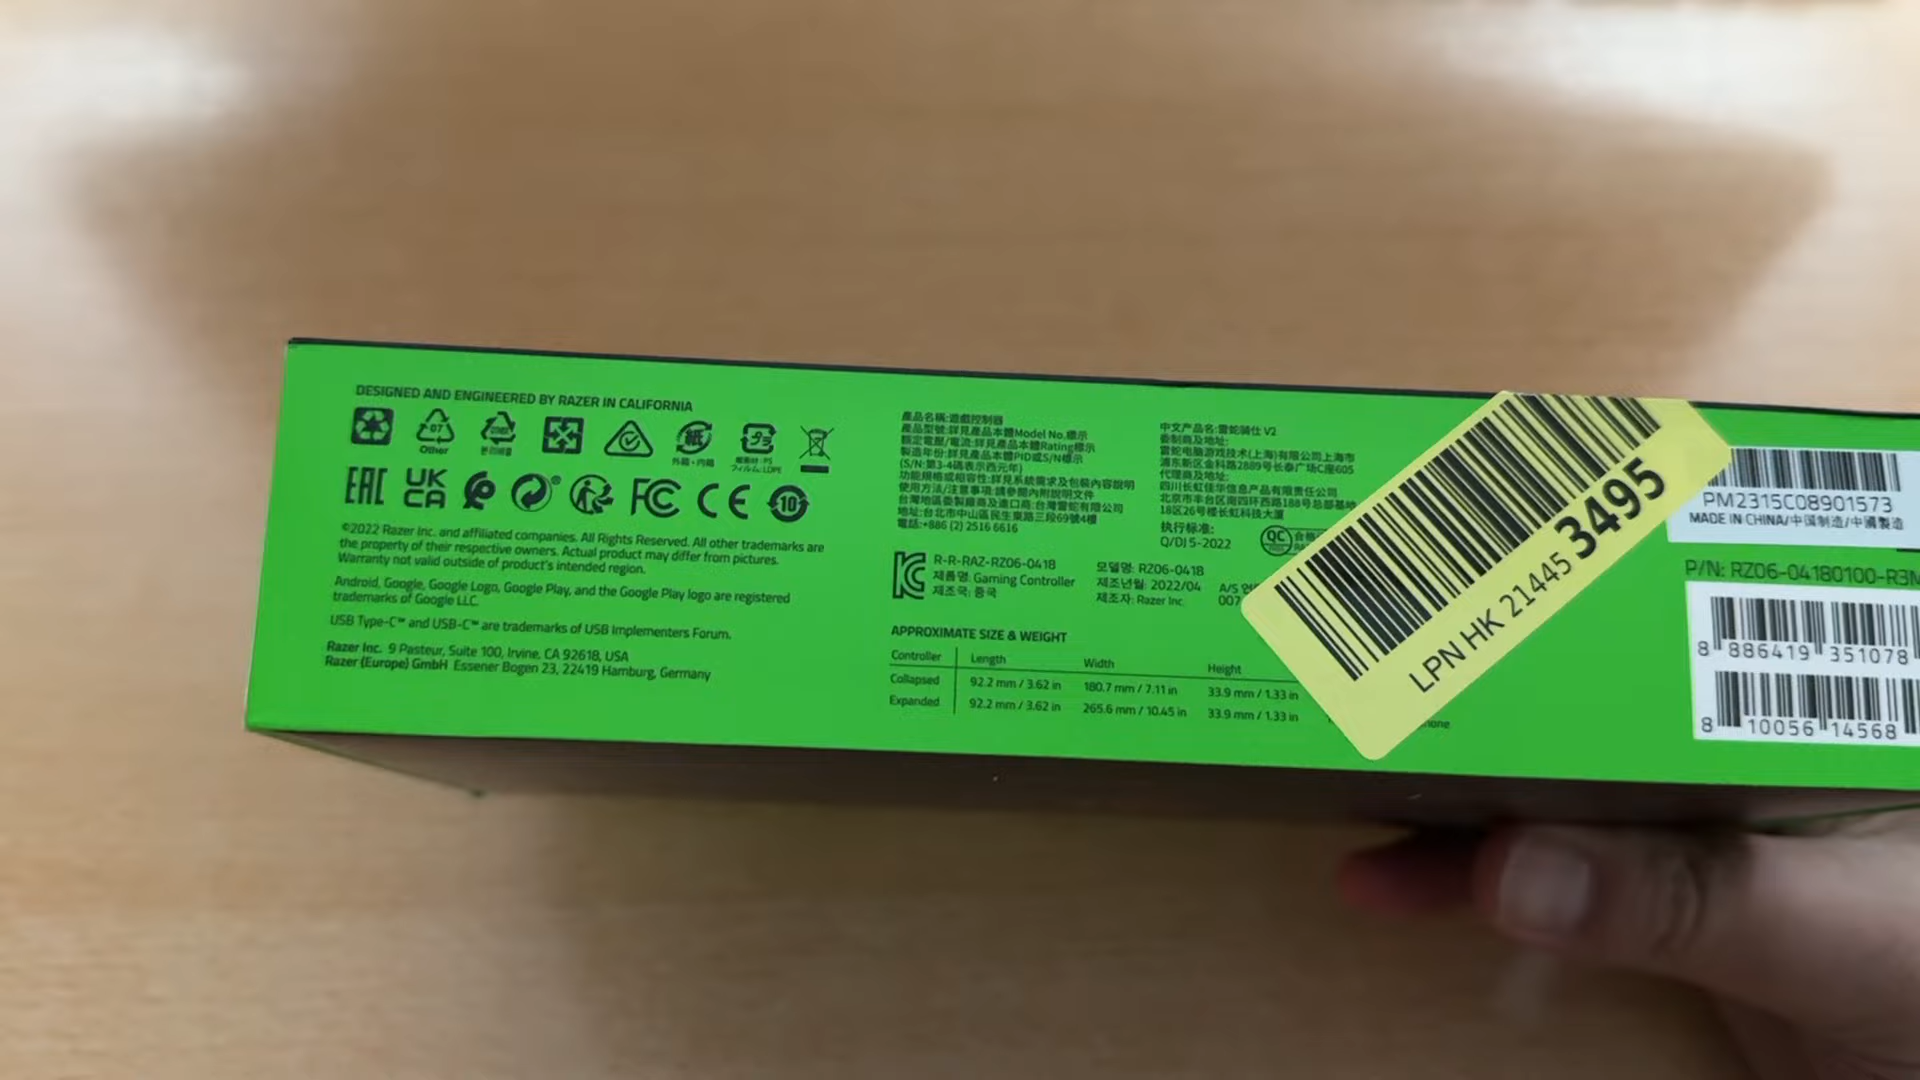 DESIGNED AND ENGINEERED BY RAZER IN CALIFORNIA
07
Other
OTHER
紙
外箱・内箱
プラ
フィルム: LDPE
EAC
UK
CA
FC
CE
10
©2022 Razer Inc. and affiliated companies. All Rights Reserved. All other trademarks are
the property of their respective owners. Actual product may differ from pictures.
Warranty not valid outside of product's intended region.
Android, Google, Google Logo, Google Play, and the Google Play logo are registered
trademarks of Google LLC.
USB Type-C™ and USB-C™ are trademarks of USB Implementers Forum.
Razer Inc. 9 Pasteur, Suite 100, Irvine, CA 92618, USA
Razer (Europe) GmbH Essener Bogen 23, 22419 Hamburg, Germany
產品名稱:遊戲控制器
產品型號:詳見產品本體Model No.標示
額定電壓/電流:詳見產品本體Rating標示
製造年份:詳見產品本體PID或S/N標示
(S/N:第3-4碼表示西元年)
功能規格或相容性:詳見系統需求及包裝內容說明
使用方法/注意事項:請參閱內附說明文件
台灣地區委製廠商及進口商:台灣雷蛇有限公司
地址:台北市中山區民生東路三段69號4樓
電話:+886 (2) 2516 6616
中文产品名:雷蛇骑仕 V2
委制商及地址:
雷蛇电脑游戏技术(上海)有限公司上海市
浦东新区金科路2889号长泰广场C座605
代理商及地址:
四川长虹佳华信息产品有限责任公司
北京市丰台区南四环西路188号总部基地
18区26号楼长虹科技大厦
执行标准:
Q/DJ 5-2022
QC
合格
R-R-RAZ-RZ06-0418
제품명: Gaming Controller
제조국: 중국
모델명: RZ06-0418
제조년월: 2022/04
제조자: Razer Inc.
A/S
007
APPROXIMATE SIZE & WEIGHT
Controller Length Width Height
Collapsed 92.2 mm / 3.62 in 180.7 mm / 7.11 in 33.9 mm / 1.33 in
Expanded 92.2 mm / 3.62 in 265.6 mm / 10.45 in 33.9 mm / 1.33 in
LPN HK 21445 3495
PM2315C08901573
MADE IN CHINA/中国制造/中國製造
P/N: RZ06-04180100-R3M
8 886419 351078
8 10056 14568